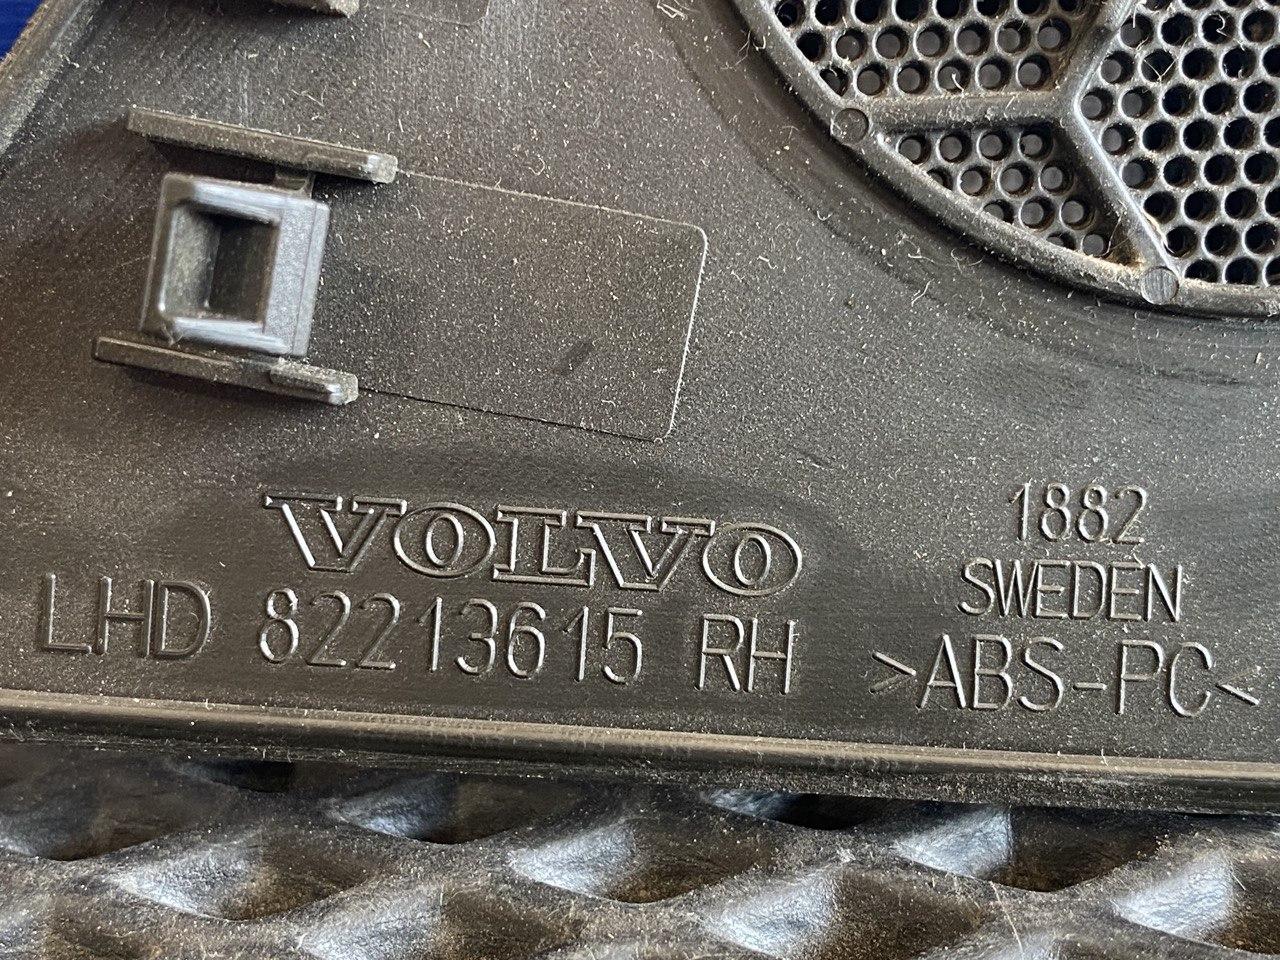 VOLVO
LHD 82213615 RH
1882
SWEDEN
>ABS-PC<